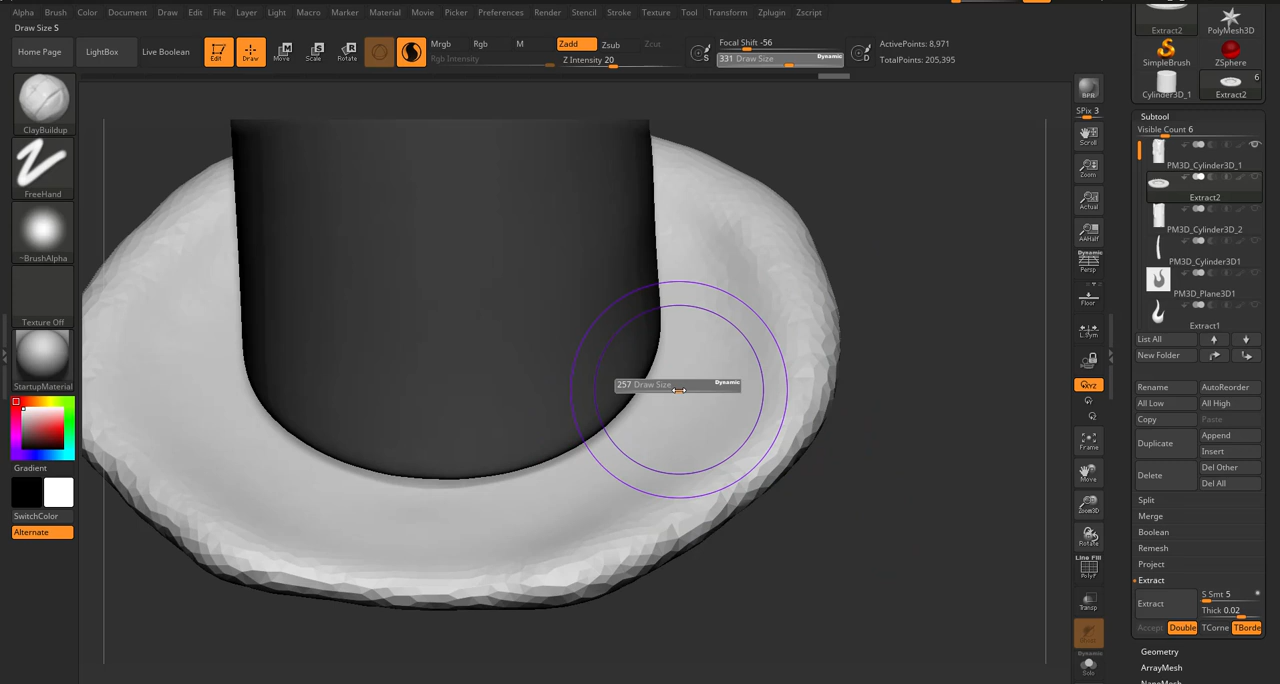 Alpha Brush Color Document Draw Edit File Layer Light Macro Marker Material Movie Picker Preferences Render Stencil Stroke Texture Tool Transform Zplugin Zscript
Draw Size S
Home Page
LightBox
Live Boolean
Edit
Draw
Move
Scale
Rotate
Mrgb Rgb M
Rgb Intensity
Zadd Zsub Zcut
Z Intensity 20
S
Focal Shift -56
331 Draw Size Dynamic
D
ActivePoints: 8,971
TotalPoints: 205,395
ClayBuildup
FreeHand
~BrushAlpha
Texture Off
StartupMaterial
Gradient
SwitchColor
Alternate
257 Draw Size Dynamic
BPR
SPix 3
Scroll
Zoom
Actual
AAHalf
Dynamic
Persp
Floor
L.Sym
XYZ
Frame
Move
Zoom3D
Rotate
Line Fill
PolyF
Transp
Dynamic
Solo
Extract2
PolyMesh3D
SimpleBrush
ZSphere
6
Cylinder3D_1
Extract2
Subtool
Visible Count 6
PM3D_Cylinder3D_1
Extract2
PM3D_Cylinder3D_2
PM3D_Cylinder3D1
PM3D_Plane3D1
Extract1
List All
New Folder
Rename AutoReorder
All Low All High
Copy Paste
Duplicate
Append
Insert
Delete
Del Other
Del All
Split
Merge
Boolean
Remesh
Project
Extract
Extract
S Smt 5
Thick 0.02
Accept Double TCorne TBorde
Geometry
ArrayMesh